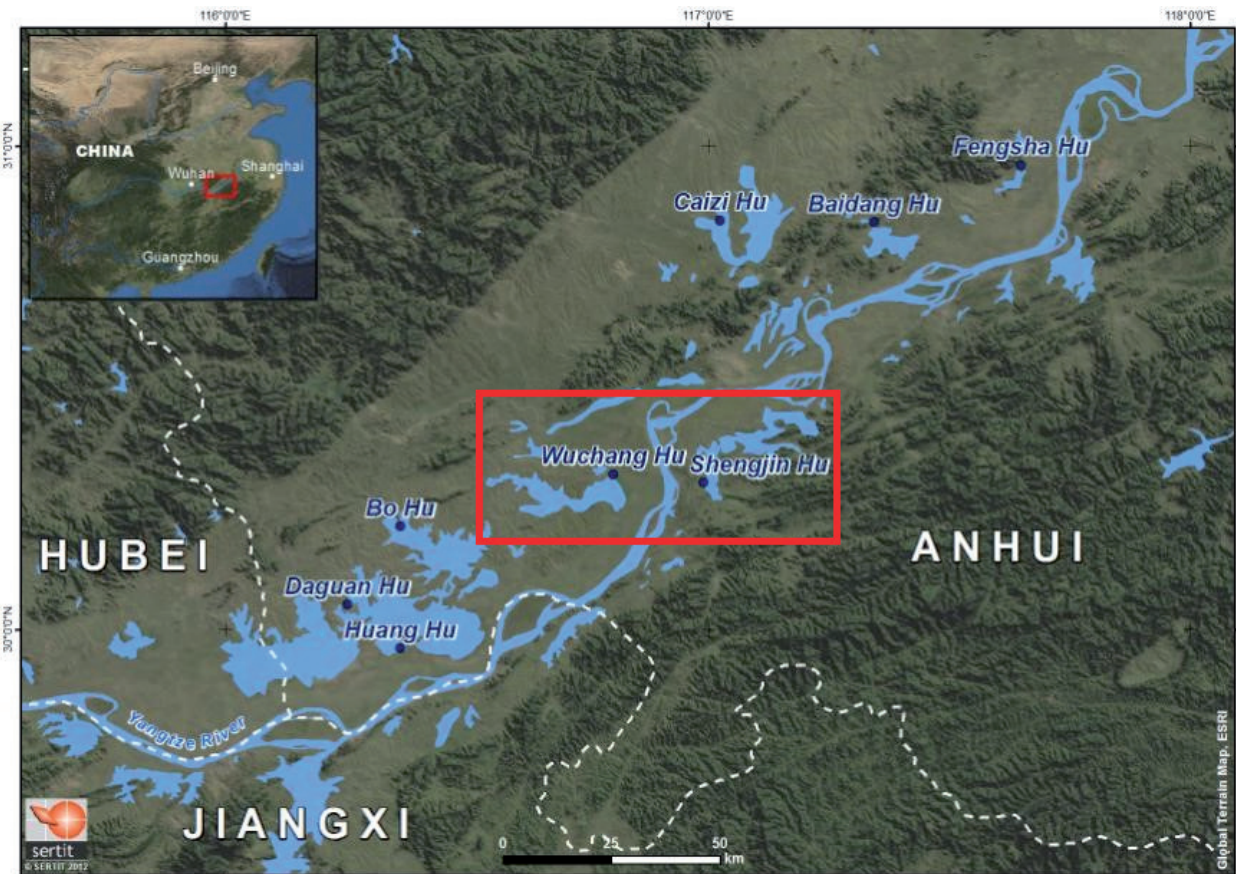 116°0'0"E
117°0'0"E
118°0'0"E
31°0'0"N
30°0'0"N
Beijing
CHINA
Wuhan
Shanghai
Guangzhou
Fengsha Hu
Caizi Hu
Baidang Hu
Wuchang Hu
Shengjin Hu
Bo Hu
HUBEI
ANHUI
Daguan Hu
Huang Hu
Yangtze River
JIANGXI
0 25 50
km
sertit
© SERTIT 2012
Global Terrain Map, ESRI